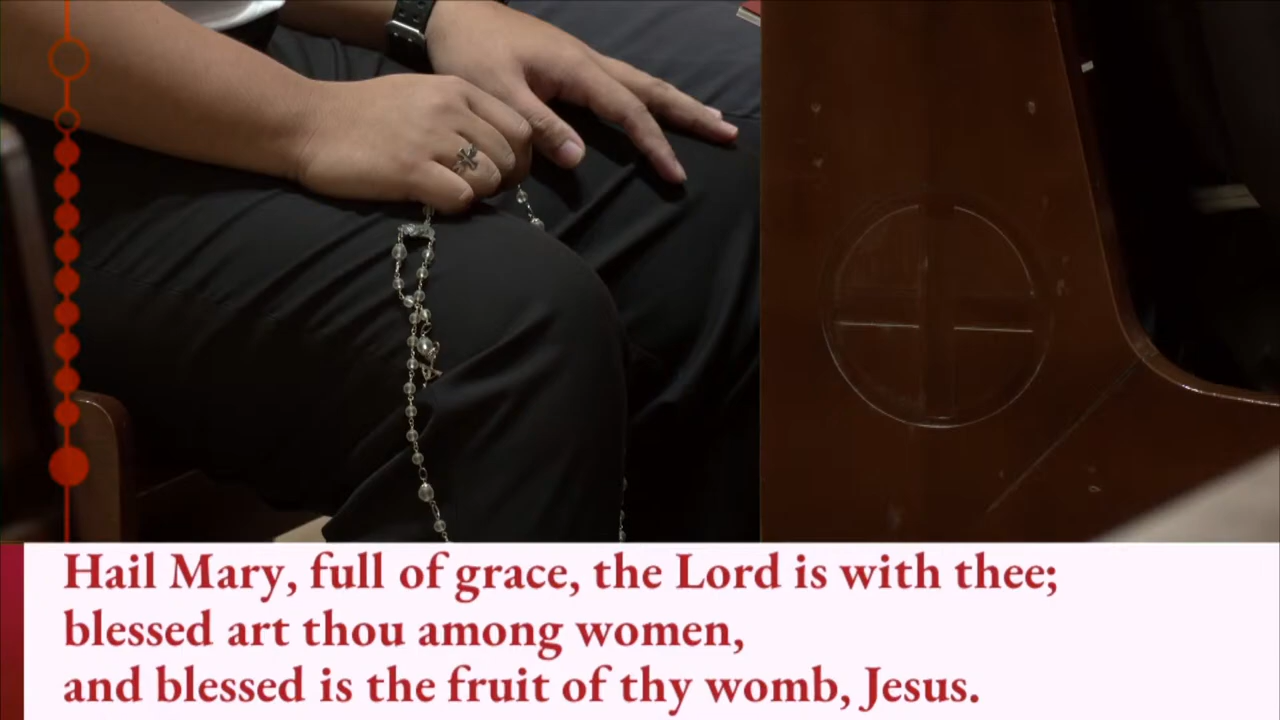 Hail Mary, full of grace, the Lord is with thee;
blessed art thou among women,
and blessed is the fruit of thy womb, Jesus.